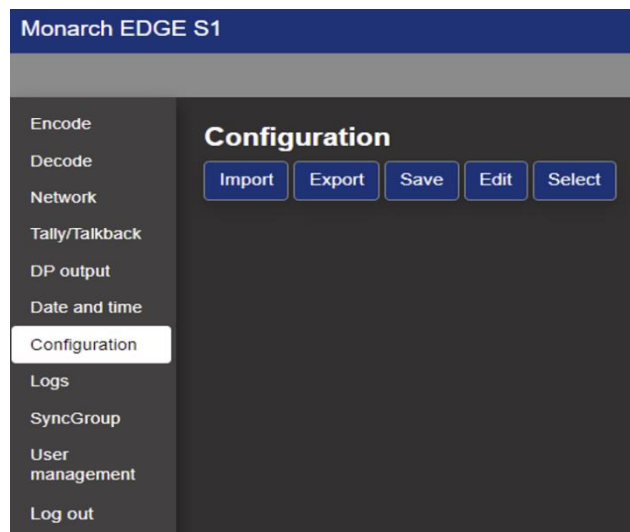 Monarch EDGE S1
Encode
Decode
Network
Tally/Talkback
DP output
Date and time
Configuration
Logs
SyncGroup
User
management
Log out
Configuration
Import Export Save Edit Select